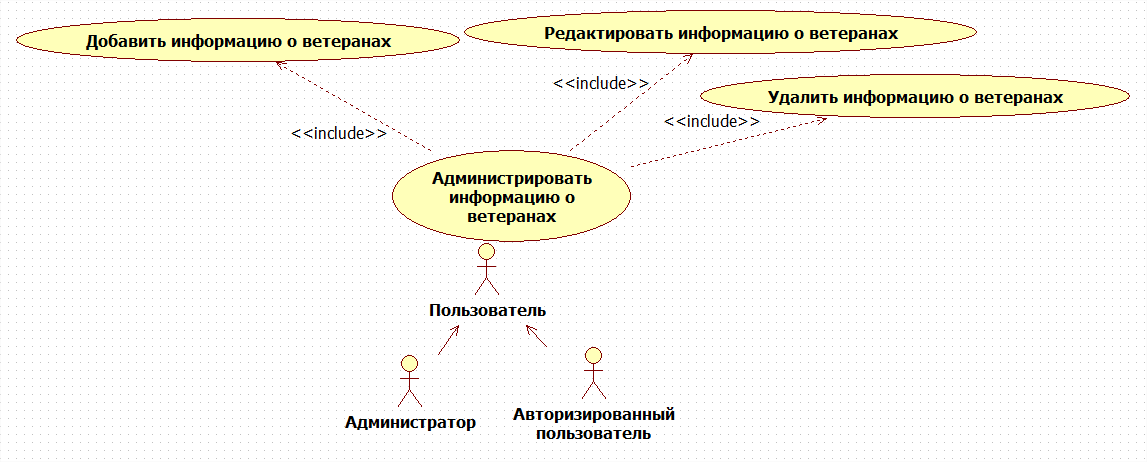 Добавить информацию о ветеранах
Редактировать информацию о ветеранах
<<include>>
Удалить информацию о ветеранах
<<include>>
<<include>>
Администрировать
информацию о
ветеранах
Пользователь
Администратор
Авторизированный
пользователь